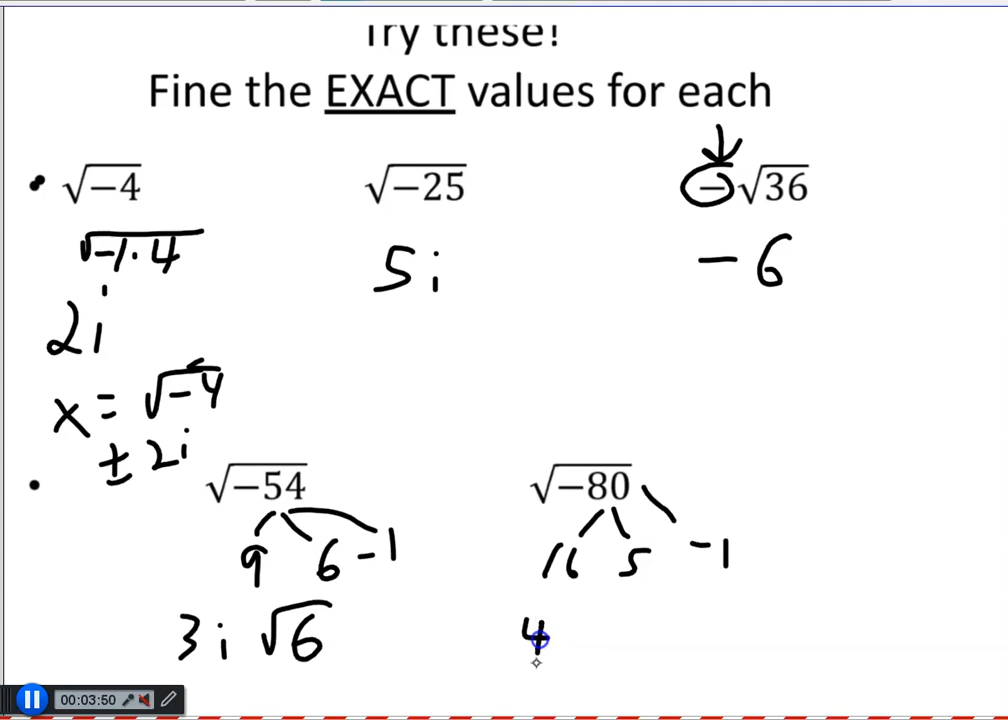 Try these!
Fine the EXACT values for each
• √−4 √−25 −√36
√−1·4 5i −6
2i
x = √−4
± 2i
• √−54 √−80
9 6 −1 16 5 −1
3i√6 4
00:03:50